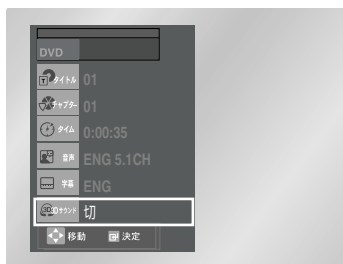 DVD
タイトル 01
チャプター 01
タイム 0:00:35
音声 ENG 5.1CH
字幕 ENG
3Dサウンド 切
移動 決定